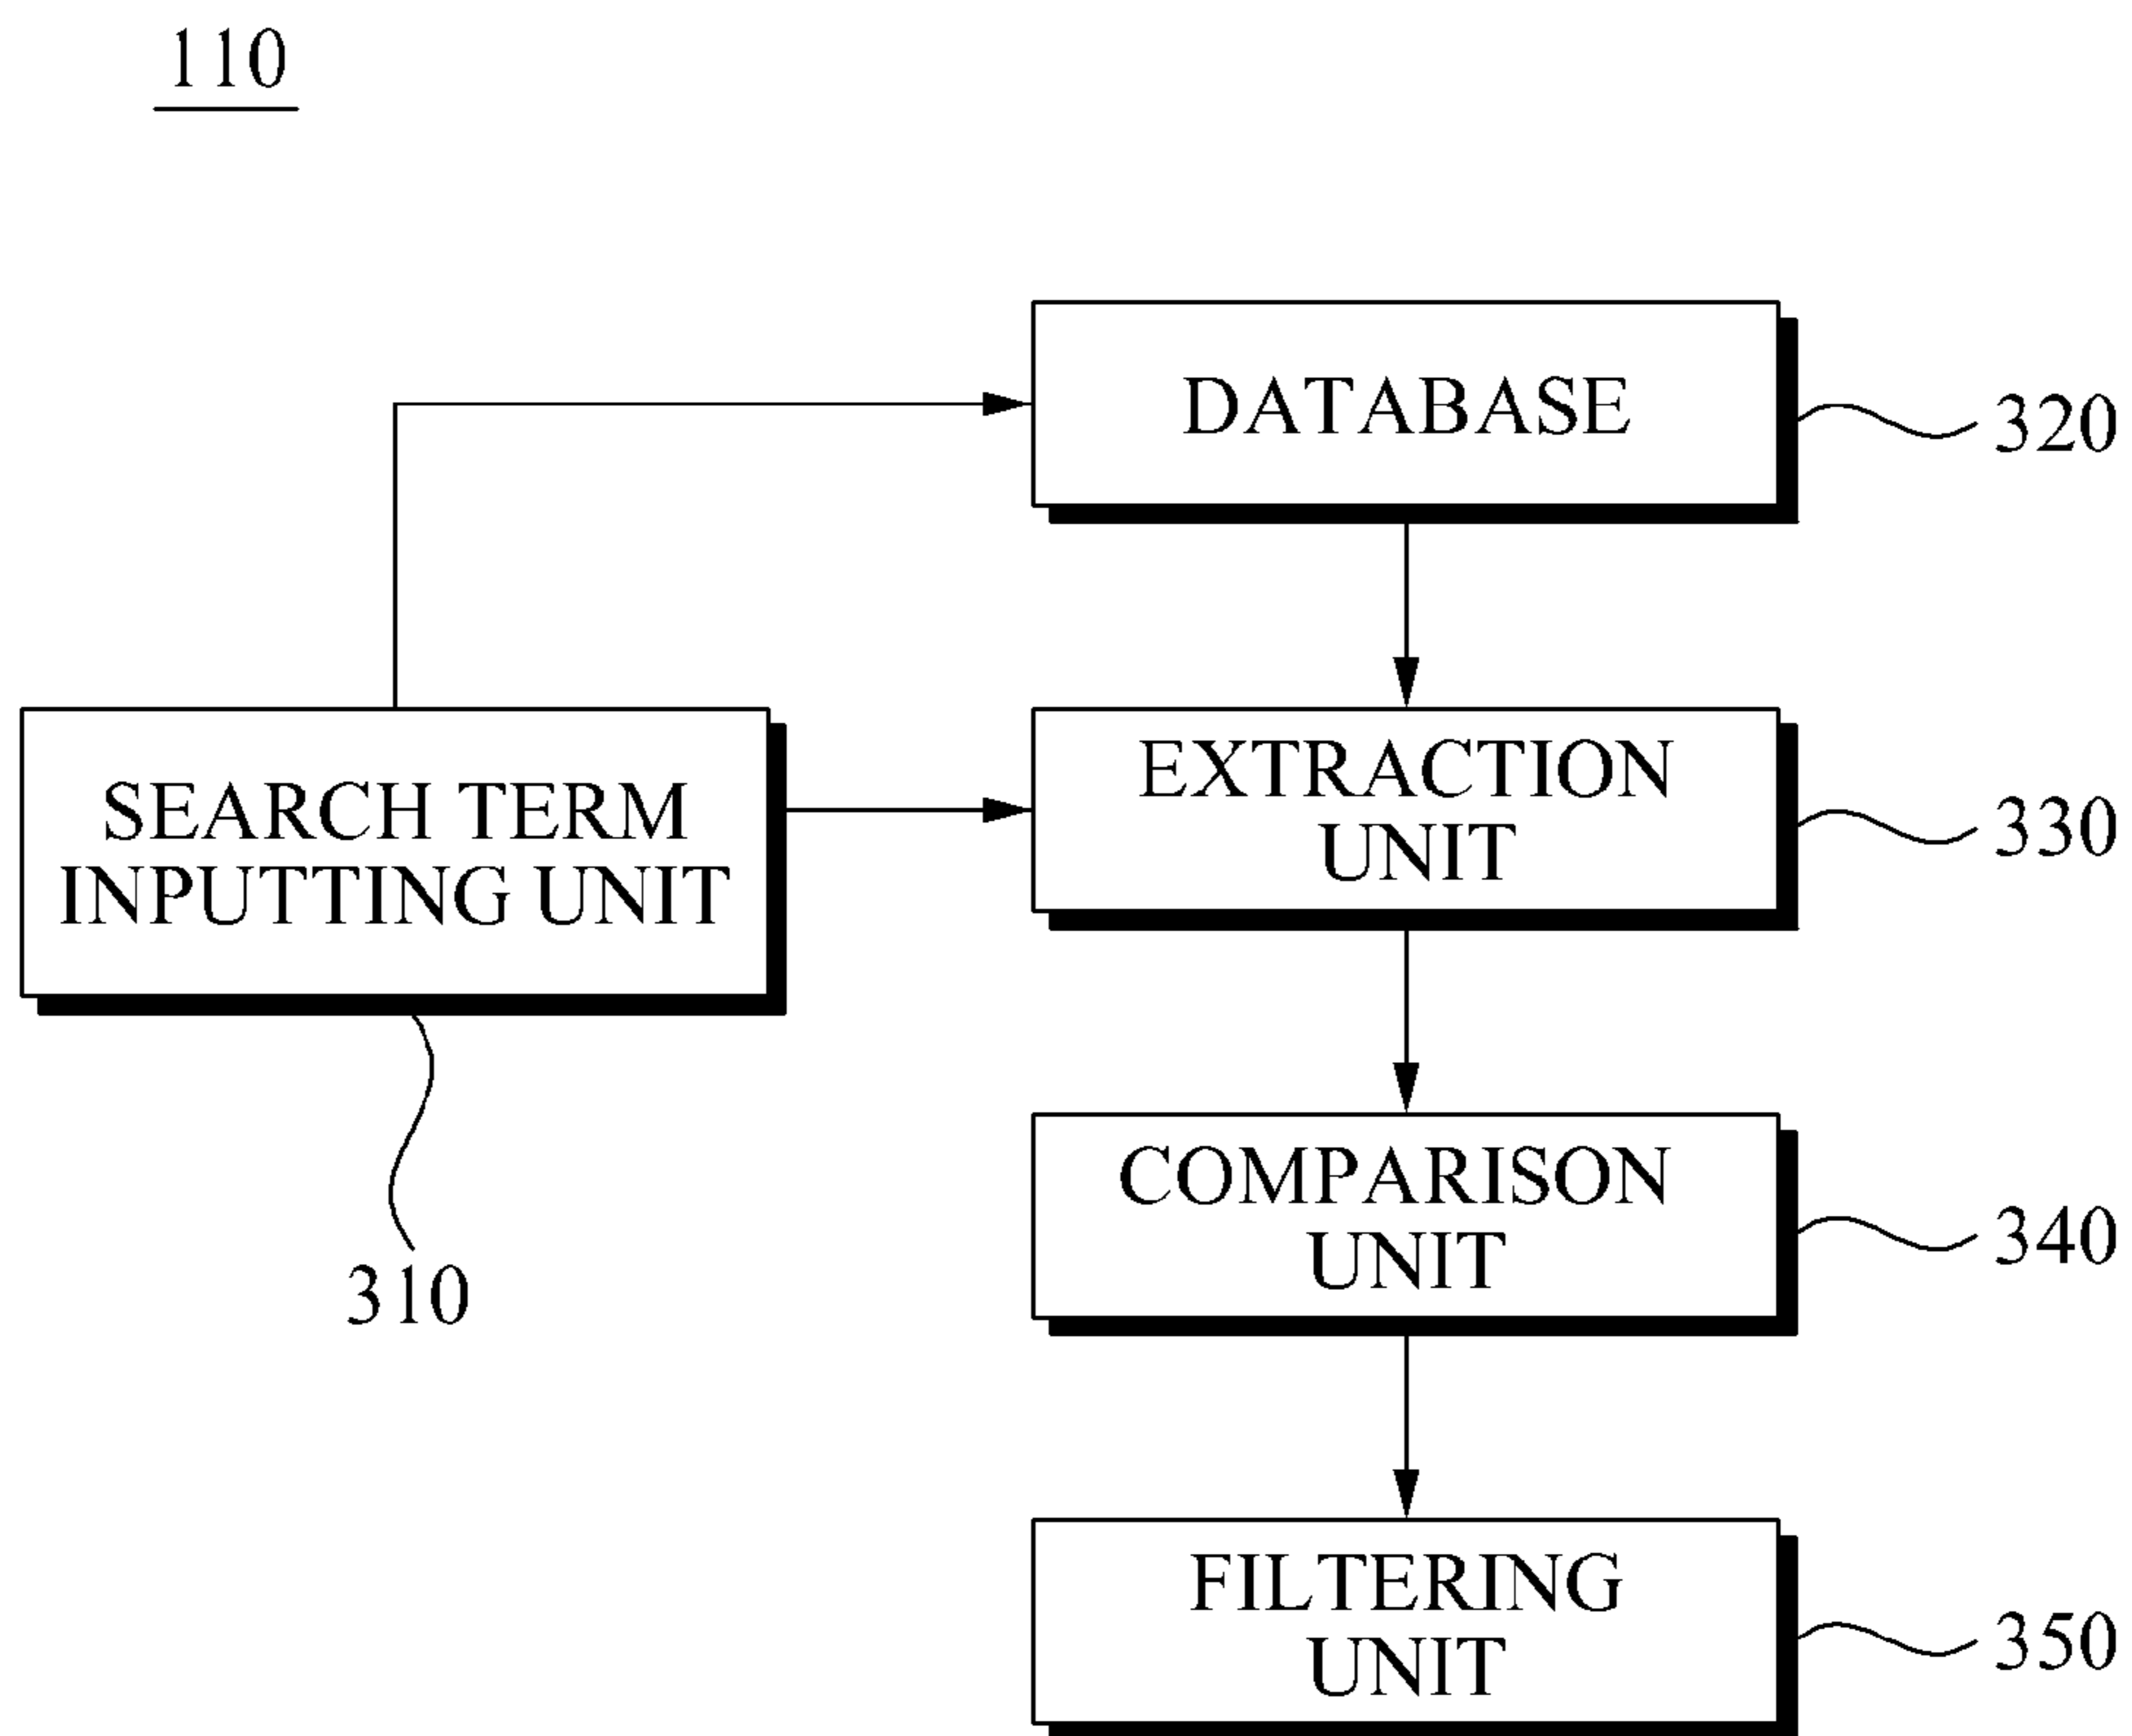 110
DATABASE
320
SEARCH TERM
INPUTTING UNIT
310
EXTRACTION
UNIT
330
COMPARISON
UNIT
340
FILTERING
UNIT
350